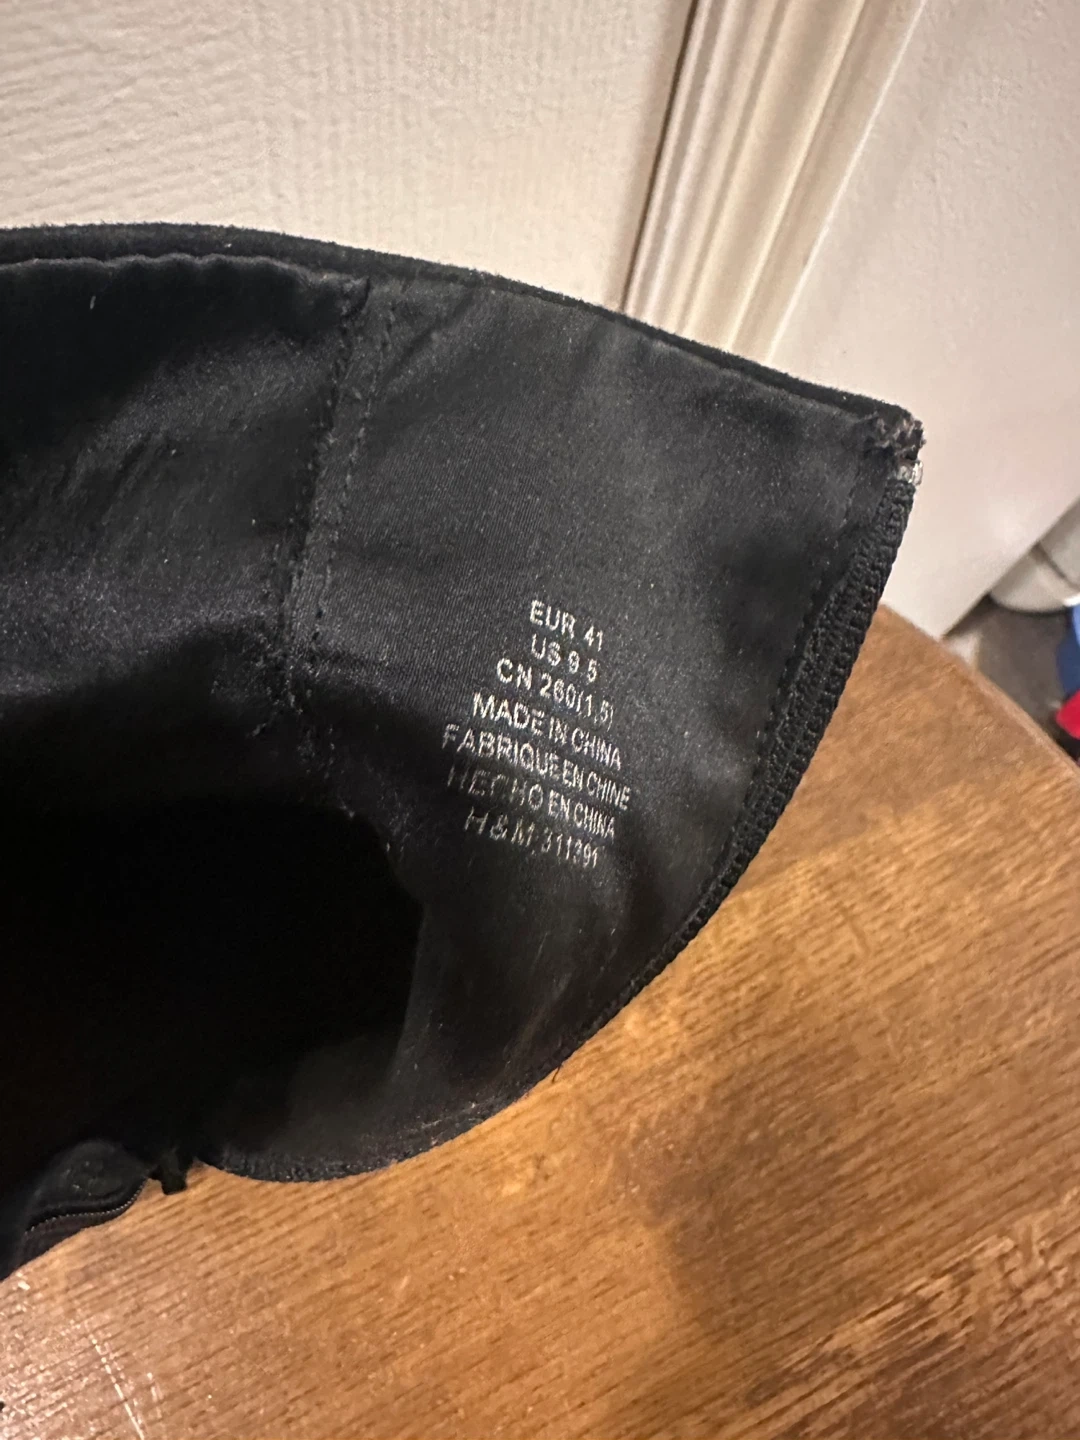 EUR 41
US 9.5
CN 260(1.5)
MADE IN CHINA
FABRIQUE EN CHINE
HECHO EN CHINA
H&M, 311391